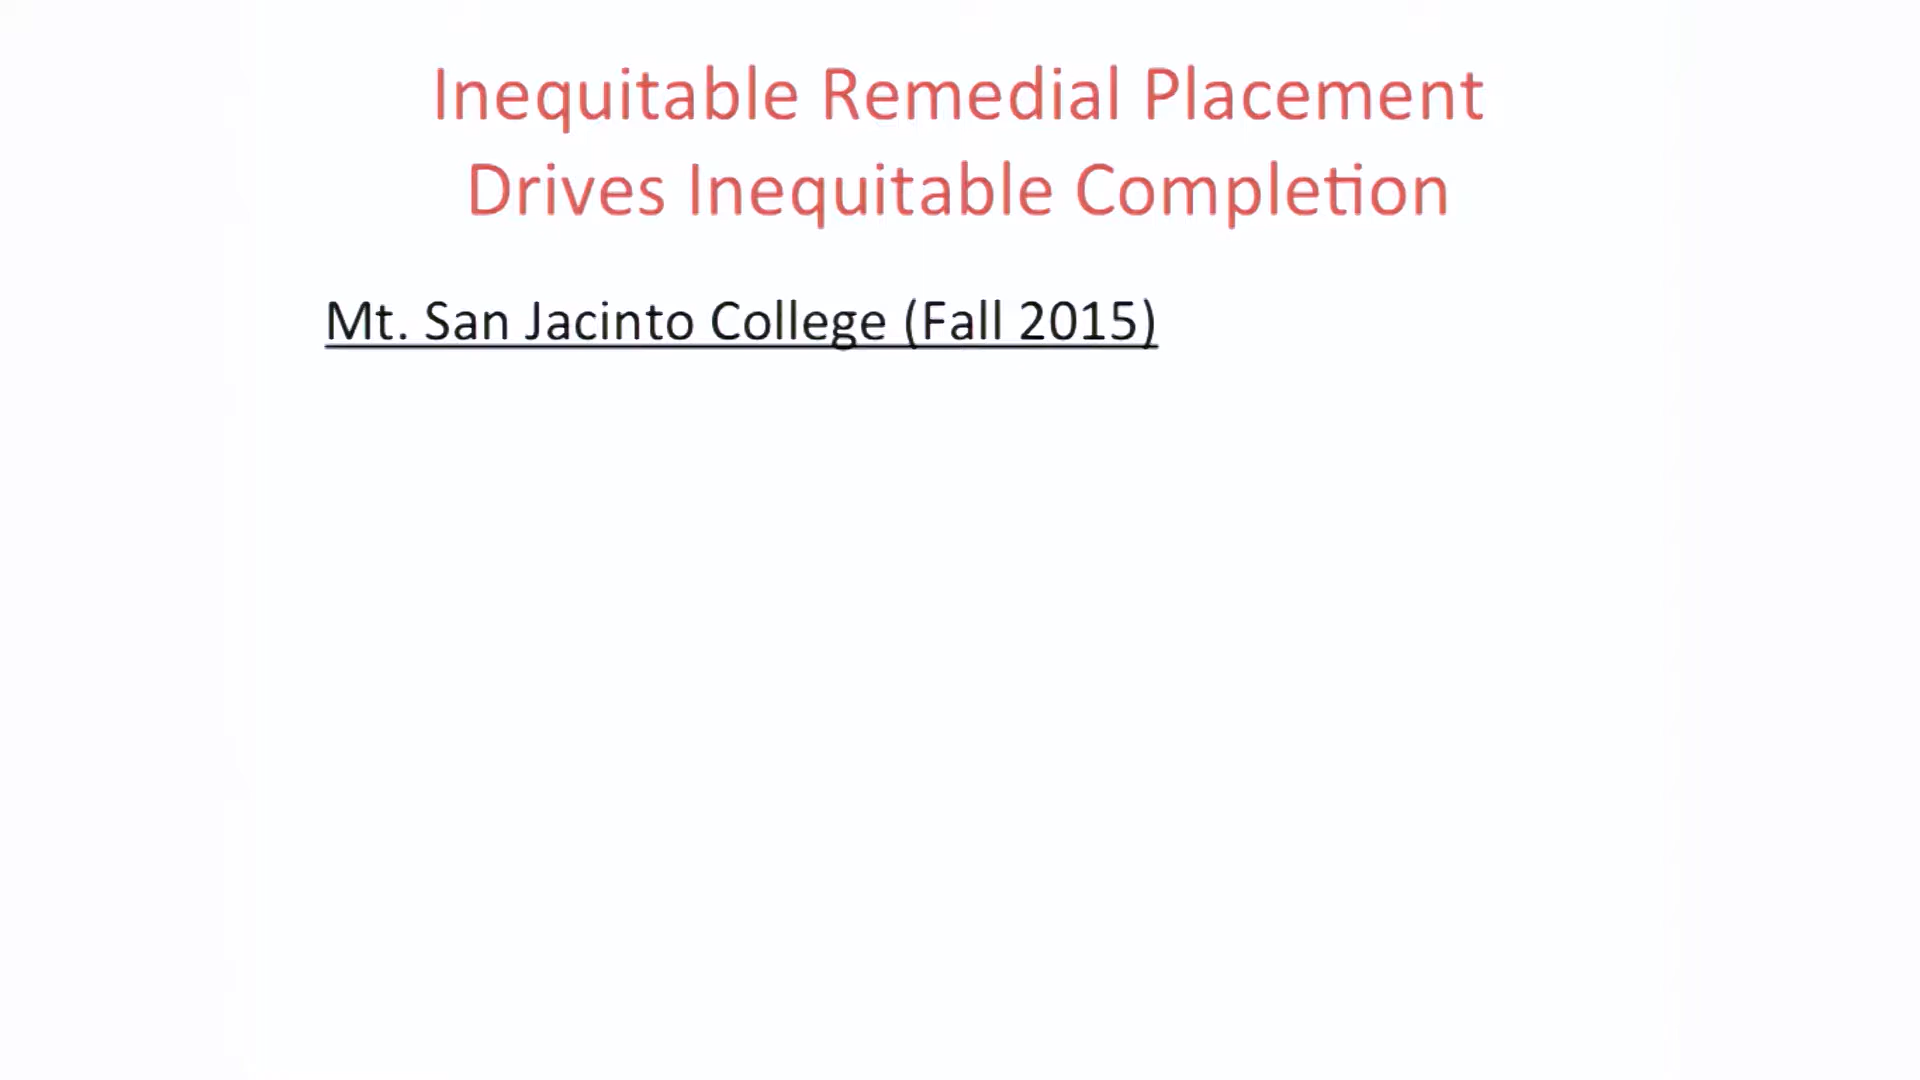 Inequitable Remedial Placement
Drives Inequitable Completion
Mt. San Jacinto College (Fall 2015)